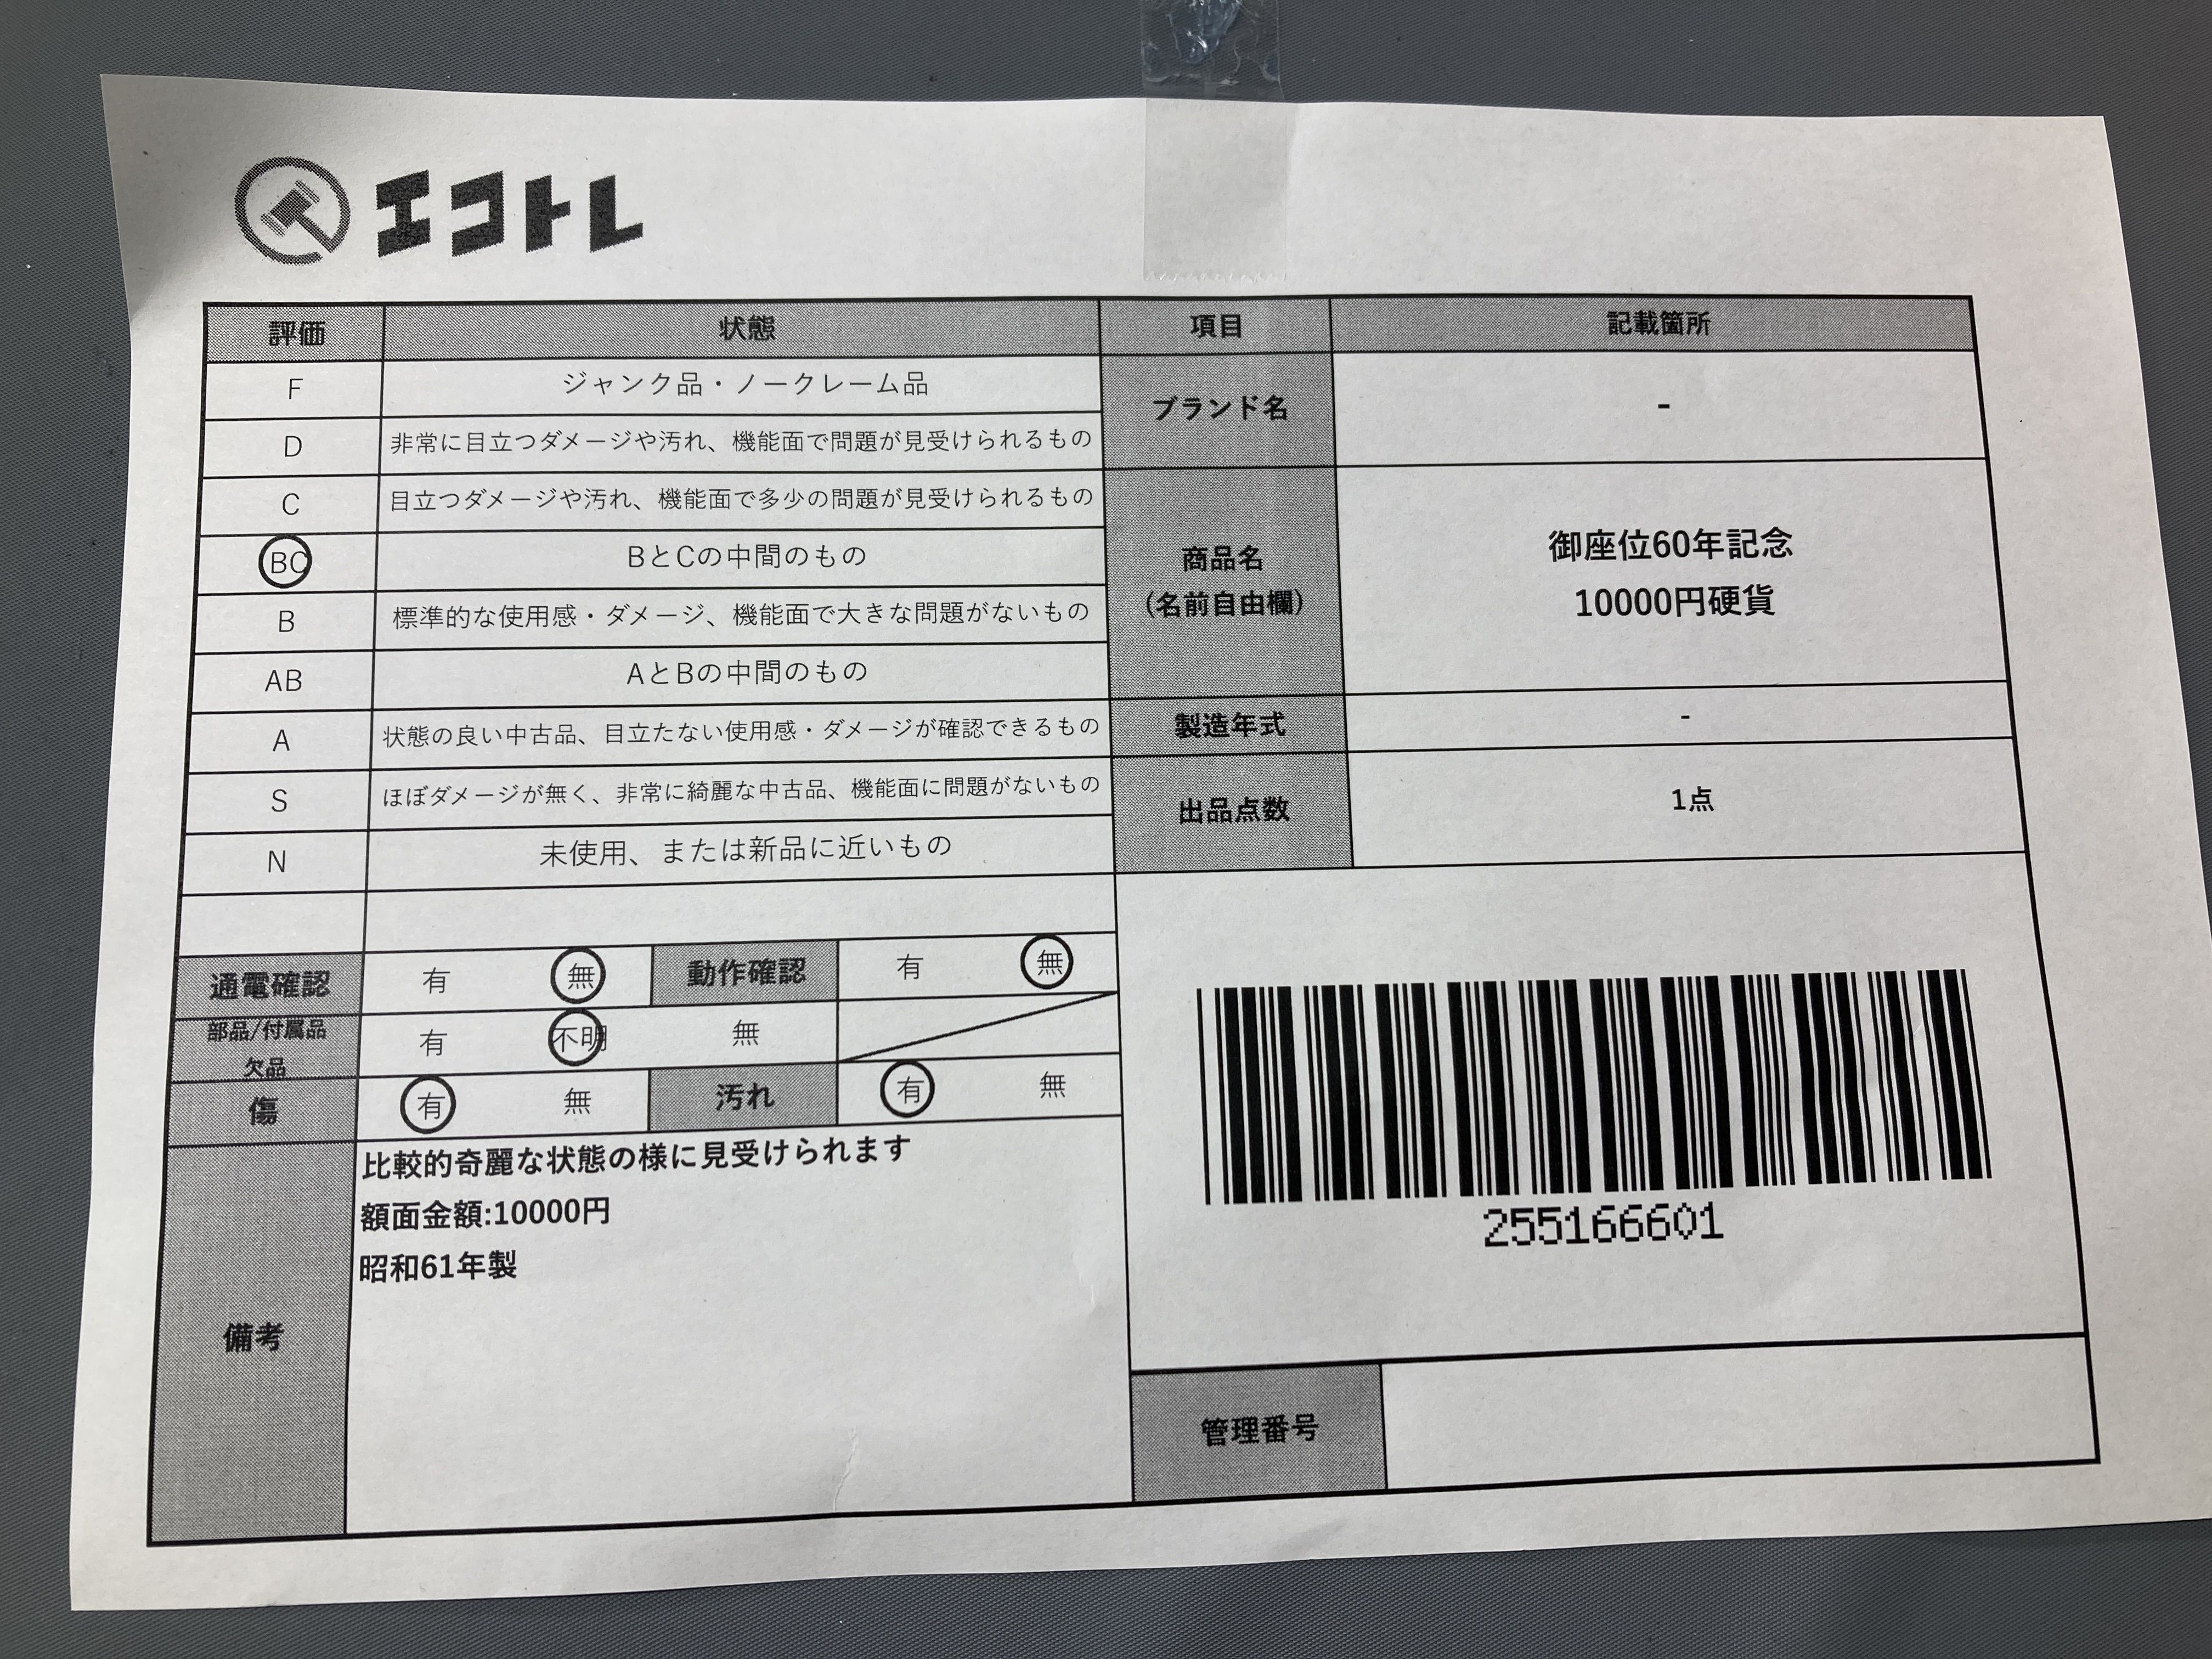 エコトレ
評価 状態 項目 記載箇所
F ジャンク品・ノークレーム品
D 非常に目立つダメージや汚れ、機能面で問題が見受けられるもの
C 目立つダメージや汚れ、機能面で多少の問題が見受けられるもの
BC BとCの中間のもの
B 標準的な使用感・ダメージ、機能面で大きな問題がないもの
AB AとBの中間のもの
A 状態の良い中古品、目立たない使用感・ダメージが確認できるもの
S ほぼダメージが無く、非常に綺麗な中古品、機能面に問題がないもの
N 未使用、または新品に近いもの
ブランド名 -
商品名
(名前自由欄)
御座位60年記念
10000円硬貨
製造年式 -
出品点数 1点
通電確認 有 無 動作確認 有 無
部品/付属品
欠品
有 不明 無
傷 有 無 汚れ 有 無
備考
比較的奇麗な状態の様に見受けられます
額面金額:10000円
昭和61年製
255166601
管理番号